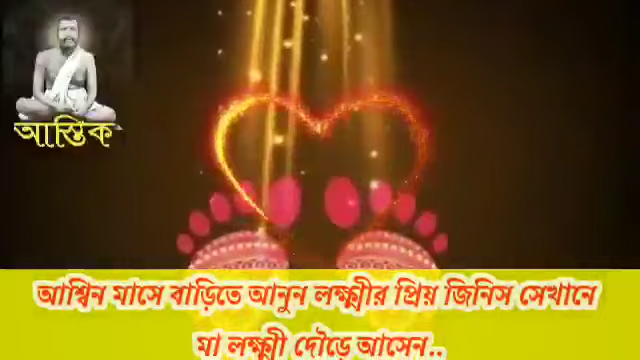 আস্তিক
আশ্বিন মাসে বাড়িতে আনুন লক্ষ্মীর প্রিয় জিনিস সেখানে
মা লক্ষ্মী দৌড়ে আসেন..